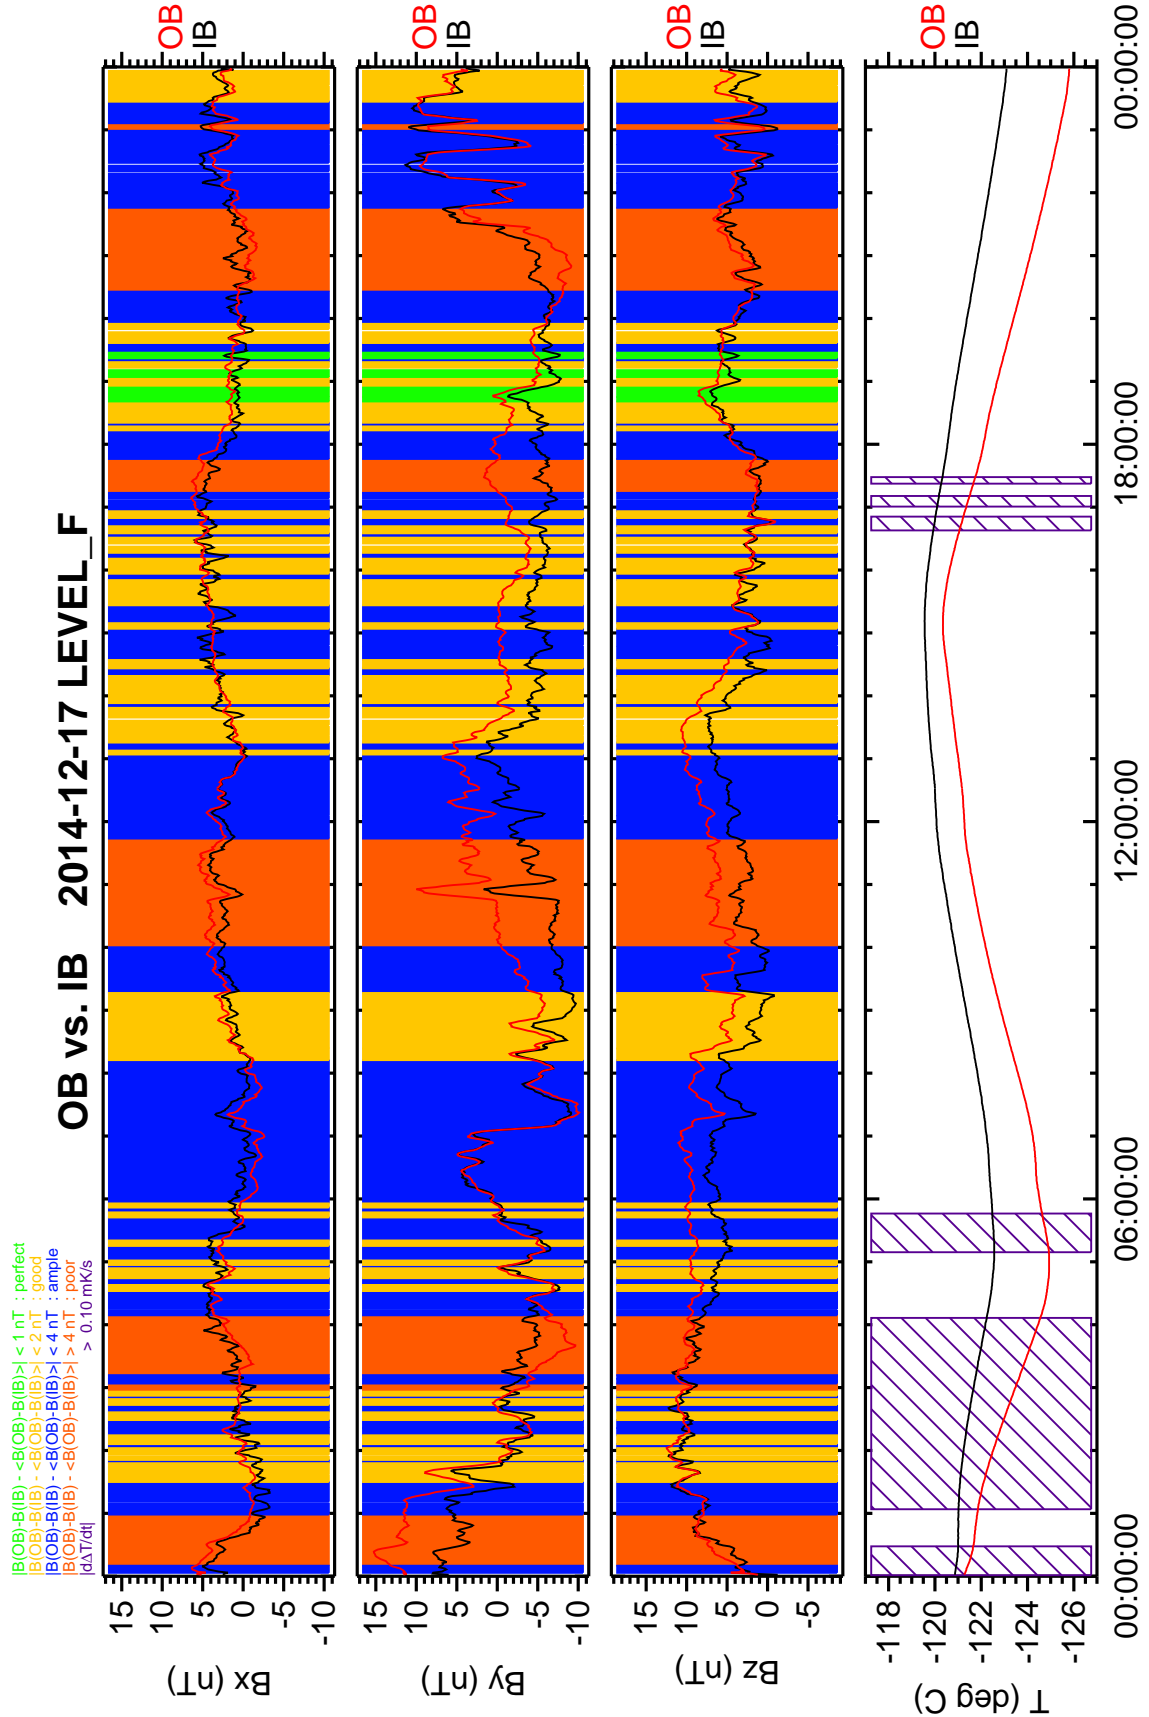 OB vs. IB 2014-12-17 LEVEL_F
|B(OB)-B(IB) - <B(OB)-B(IB)>| < 1 nT : perfect
|B(OB)-B(IB) - <B(OB)-B(IB)>| < 2 nT : good
|B(OB)-B(IB) - <B(OB)-B(IB)>| < 4 nT : ample
|B(OB)-B(IB) - <B(OB)-B(IB)>| > 4 nT : poor
|dΔT/dt| > 0.10 mK/s
Bx (nT)
15
10
5
0
-5
-10
OB
IB
By (nT)
15
10
5
0
-5
-10
OB
IB
Bz (nT)
15
10
5
0
-5
OB
IB
T (deg C)
-118
-120
-122
-124
-126
OB
IB
00:00:00
06:00:00
12:00:00
18:00:00
00:00:00